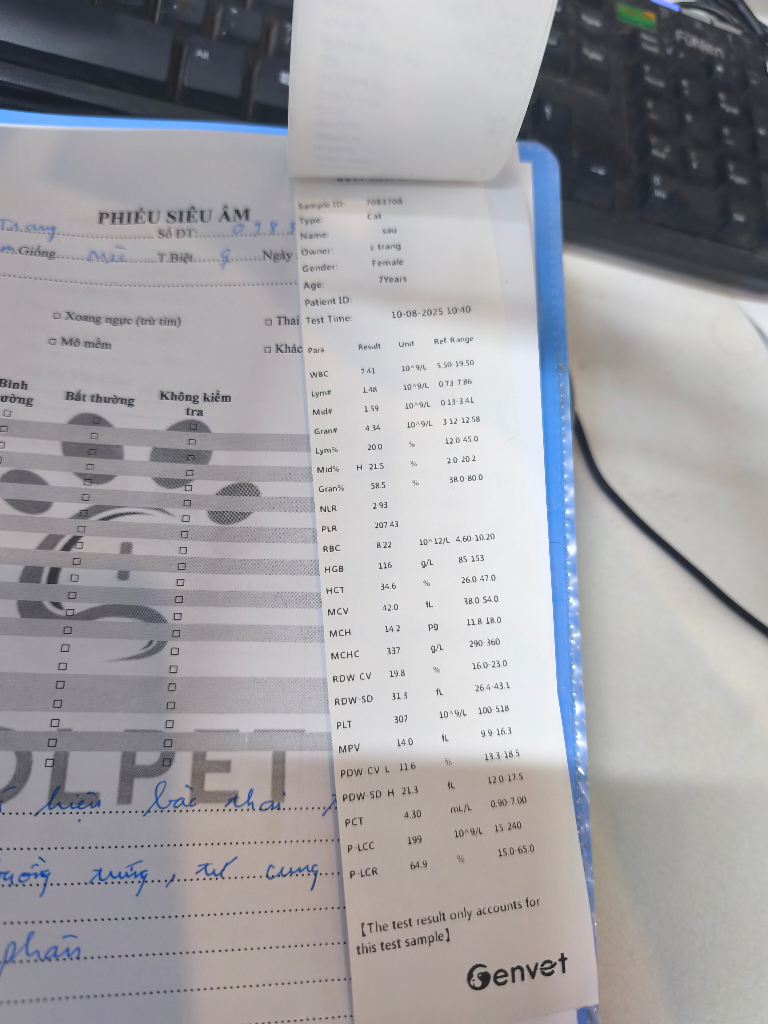 PHIẾU SIÊU ÂM
Trang Số ĐT: 0983
Giống Mèo T.Biệt Ngày
□ Xoang ngực (trừ tim) □ Thai
□ Mô mềm □ Khác
Bình Bất thường Không kiểm
ường tra
OLPET
hiện bào thai
trứng, tử cung
phần
Sample ID: 7081708
Type: Cat
Name: sau
Owner: c trang
Gender: Female
Age: 7Years
Patient ID:
Test Time: 10-08-2025 10:40
Para Result Unit Ref Range
WBC 7.41 10^9/L 5.50-19.50
Lym# 1.48 10^9/L 0.73-7.86
Mid# 1.59 10^9/L 0.13-3.41
Gran# 4.34 10^9/L 3.12-12.58
Lym% 20.0 % 12.0-45.0
Mid% H 21.5 % 2.0-20.2
Gran% 58.5 % 38.0-80.0
NLR 2.93
PLR 207.43
RBC 8.22 10^12/L 4.60-10.20
HGB 116 g/L 85-153
HCT 34.6 % 26.0-47.0
MCV 42.0 fL 38.0-54.0
MCH 14.2 pg 11.8-18.0
MCHC 337 g/L 290-360
RDW-CV 19.8 % 16.0-23.0
RDW-SD 31.3 fL 26.4-43.1
PLT 307 10^9/L 100-518
MPV 14.0 fL 9.9-16.3
PDW-CV L 11.6 % 13.3-18.5
PDW-SD H 21.3 fL 12.0-17.5
PCT 4.30 mL/L 0.90-7.00
P-LCC 199 10^9/L 15-240
P-LCR 64.9 % 15.0-65.0
【The test result only accounts for
this test sample】
Genvet
Alt
Fühlen